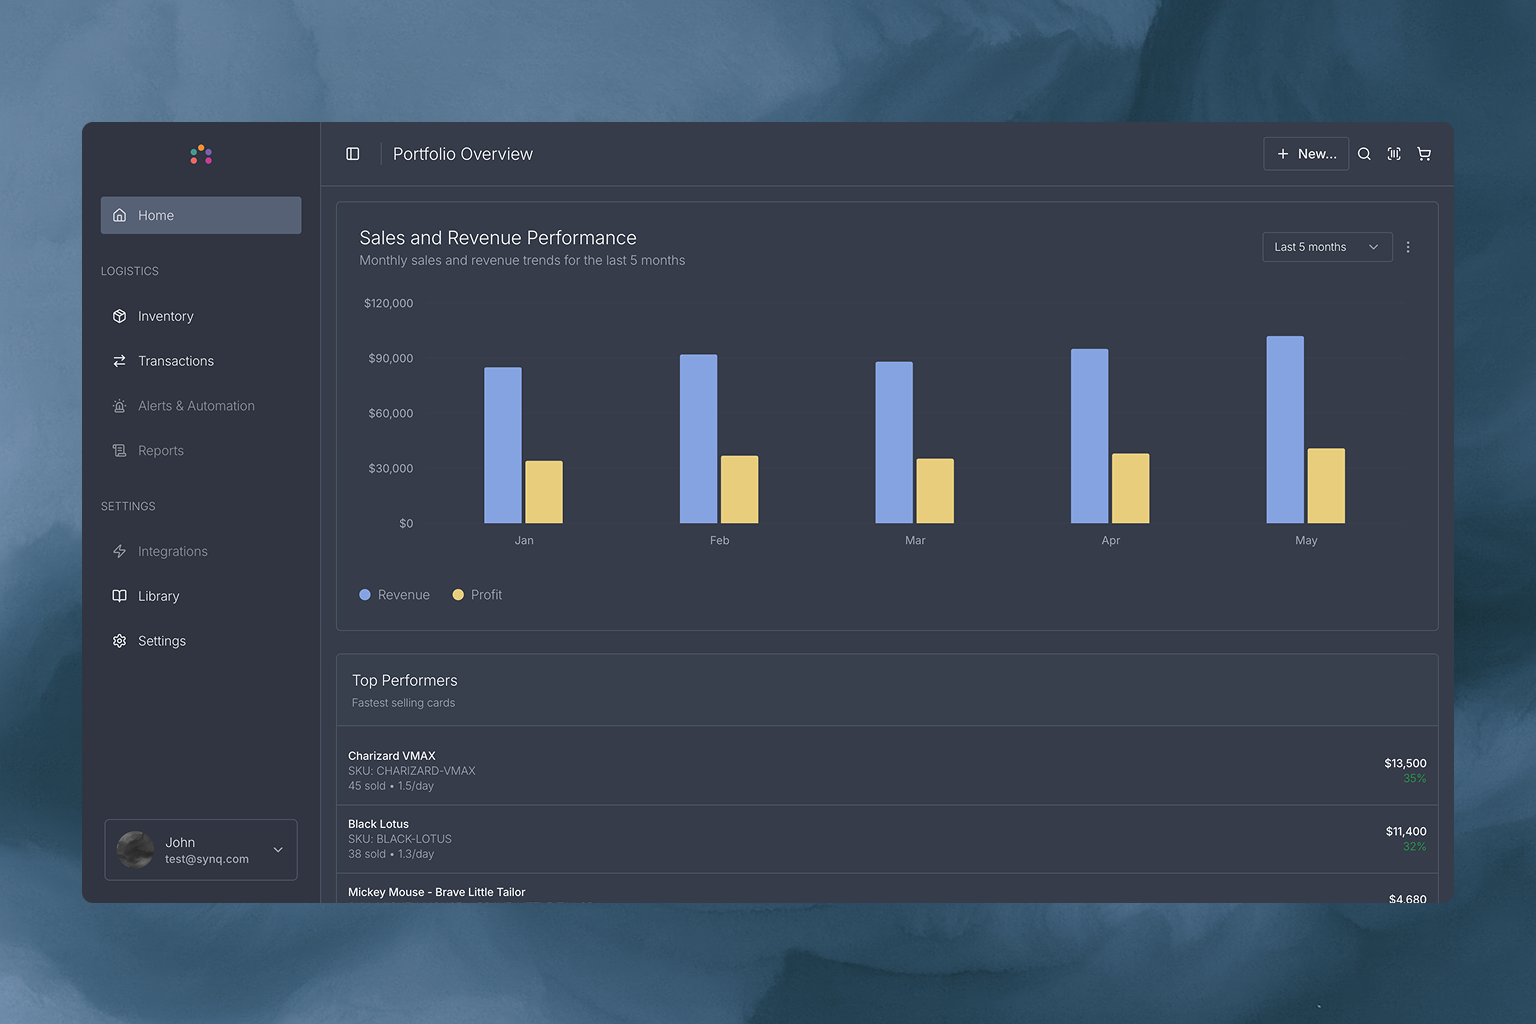 Portfolio Overview
New...
Home
LOGISTICS
Inventory
Transactions
Alerts & Automation
Reports
SETTINGS
Integrations
Library
Settings
John
test@synq.com
Sales and Revenue Performance
Monthly sales and revenue trends for the last 5 months
Last 5 months
$120,000
$90,000
$60,000
$30,000
$0
Jan
Feb
Mar
Apr
May
Revenue
Profit
Top Performers
Fastest selling cards
Charizard VMAX
SKU: CHARIZARD-VMAX
45 sold • 1.5/day
$13,500
35%
Black Lotus
SKU: BLACK-LOTUS
38 sold • 1.3/day
$11,400
32%
Mickey Mouse - Brave Little Tailor
$4,680